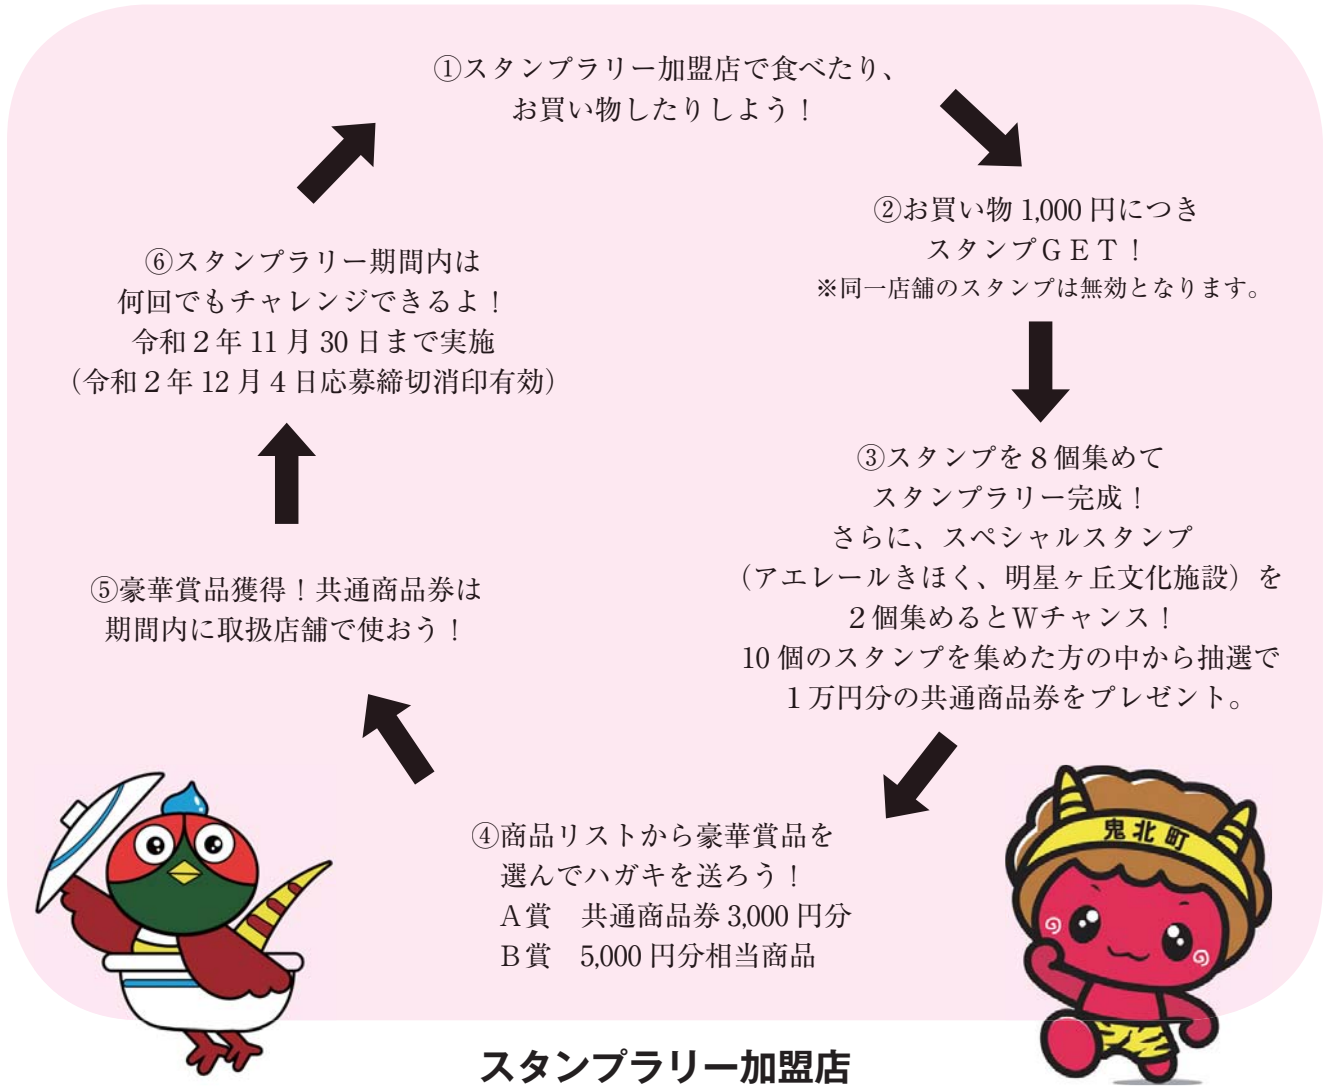 ①スタンプラリー加盟店で食べたり、
お買い物したりしよう！
②お買い物 1,000 円につき
スタンプＧＥＴ！
※同一店舗のスタンプは無効となります。
③スタンプを８個集めて
スタンプラリー完成！
さらに、スペシャルスタンプ
（アエレールきほく、明星ヶ丘文化施設）を
２個集めるとＷチャンス！
10 個のスタンプを集めた方の中から抽選で
１万円分の共通商品券をプレゼント。
④商品リストから豪華賞品を
選んでハガキを送ろう！
Ａ賞　共通商品券 3,000 円分
Ｂ賞　5,000 円分相当商品
⑤豪華賞品獲得！共通商品券は
期間内に取扱店舗で使おう！
⑥スタンプラリー期間内は
何回でもチャレンジできるよ！
令和２年 11 月 30 日まで実施
（令和２年 12 月４日応募締切消印有効）
鬼北町
スタンプラリー加盟店